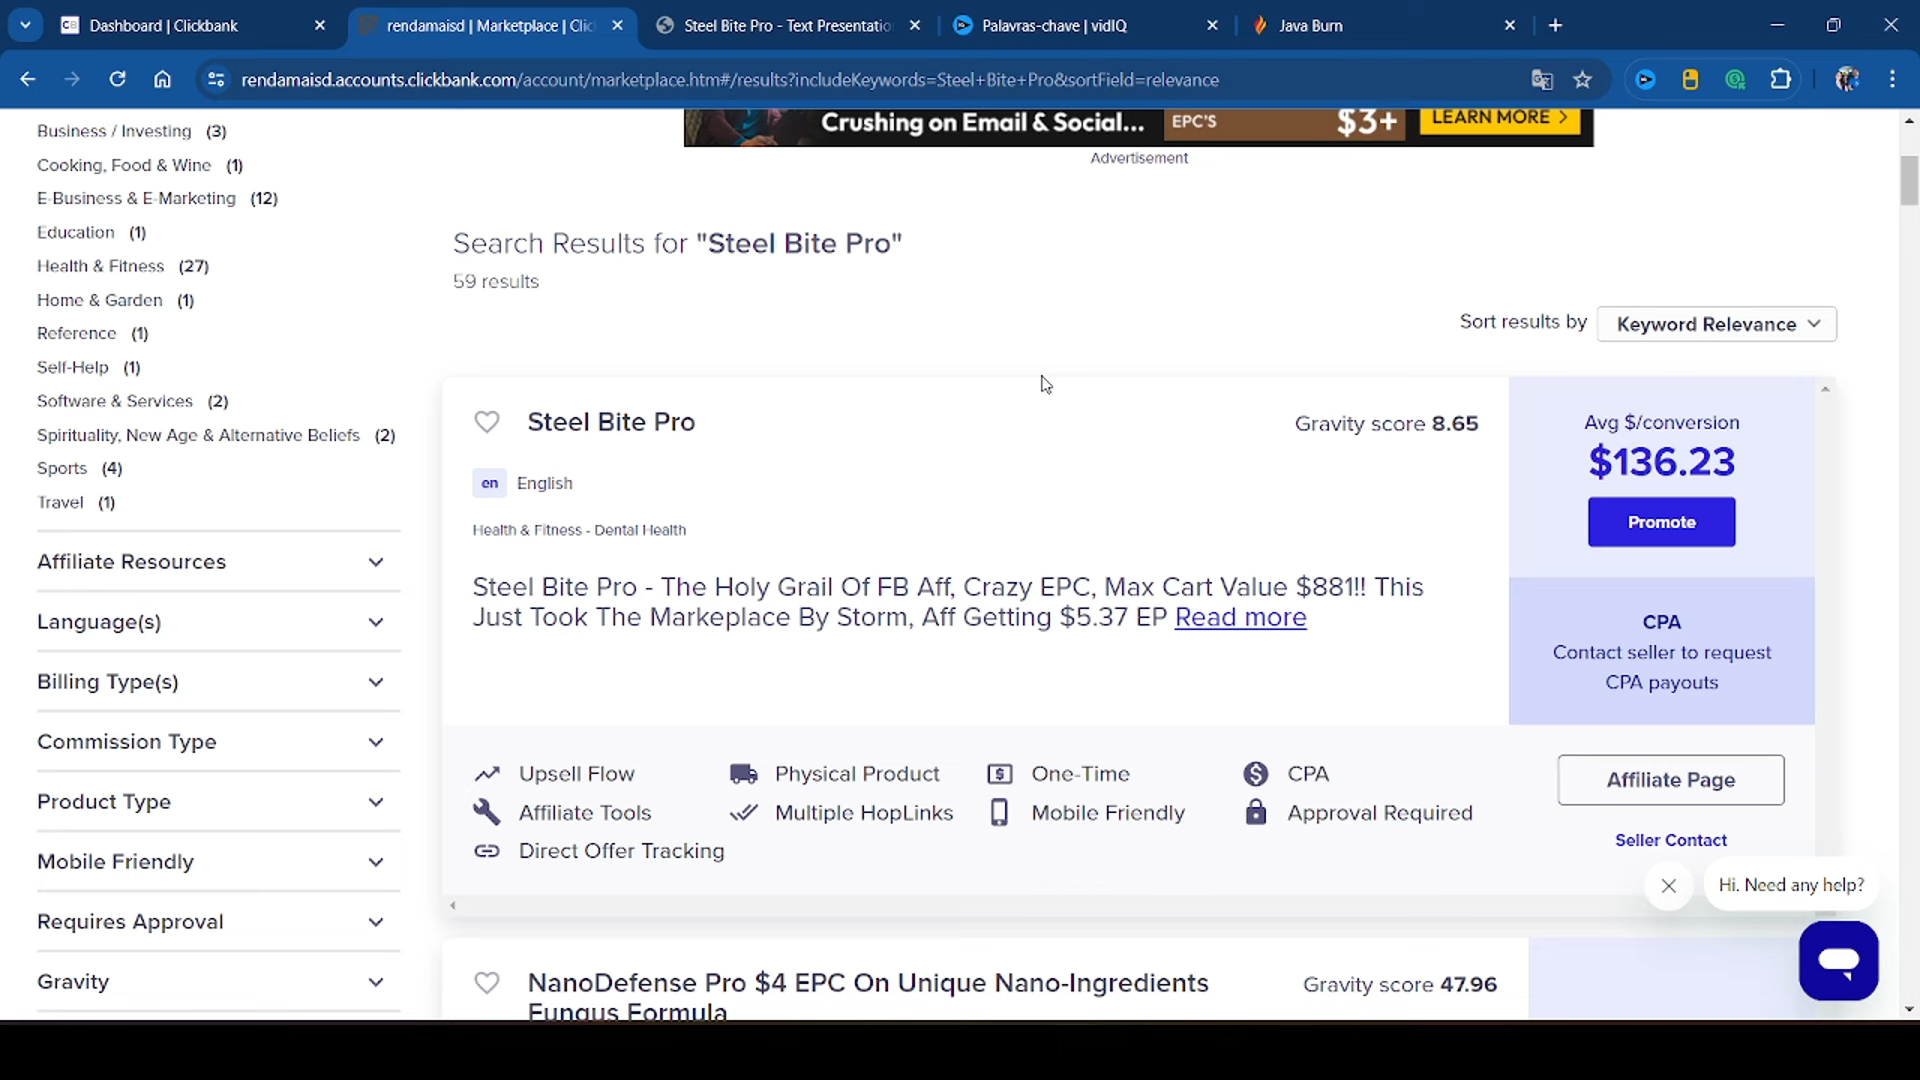 Dashboard | Clickbank
rendamaisd | Marketplace | Clic
Steel Bite Pro - Text Presentatio
Palavras-chave | vidIQ
Java Burn
rendamaisd.accounts.clickbank.com/account/marketplace.htm#/results?includeKeywords=Steel+Bite+Pro&sortField=relevance
Business / Investing (3)
Cooking, Food & Wine (1)
E-Business & E-Marketing (12)
Education (1)
Health & Fitness (27)
Home & Garden (1)
Reference (1)
Self-Help (1)
Software & Services (2)
Spirituality, New Age & Alternative Beliefs (2)
Sports (4)
Travel (1)
Affiliate Resources
Language(s)
Billing Type(s)
Commission Type
Product Type
Mobile Friendly
Requires Approval
Gravity
Crushing on Email & Social...
EPC'S
$3+
LEARN MORE >
Advertisement
Search Results for "Steel Bite Pro"
59 results
Sort results by Keyword Relevance
Steel Bite Pro
Gravity score 8.65
en English
Health & Fitness - Dental Health
Steel Bite Pro - The Holy Grail Of FB Aff, Crazy EPC, Max Cart Value $881!! This
Just Took The Markeplace By Storm, Aff Getting $5.37 EP Read more
Avg $/conversion
$136.23
Promote
CPA
Contact seller to request
CPA payouts
Upsell Flow
Physical Product
One-Time
CPA
Affiliate Tools
Multiple HopLinks
Mobile Friendly
Approval Required
Direct Offer Tracking
Affiliate Page
Seller Contact
Hi. Need any help?
NanoDefense Pro $4 EPC On Unique Nano-Ingredients
Fungus Formula
Gravity score 47.96